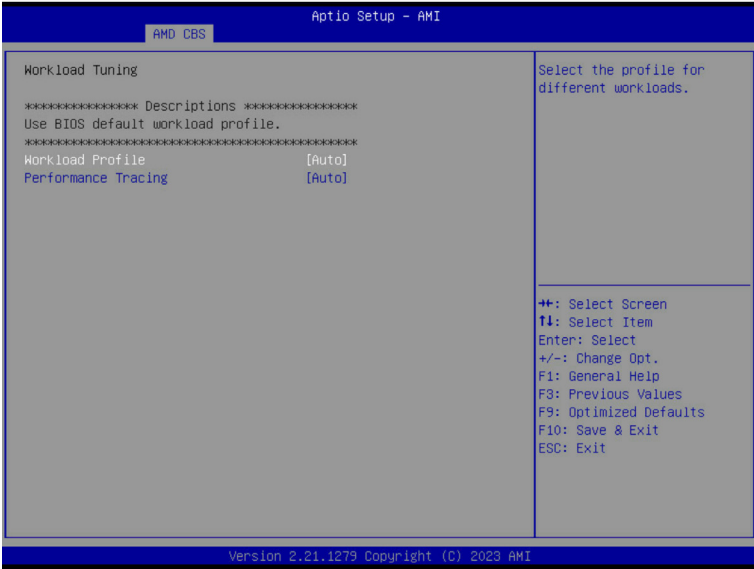 Aptio Setup – AMI
AMD CBS
Workload Tuning
*************** Descriptions ***************
Use BIOS default workload profile.
********************************************
Workload Profile [Auto]
Performance Tracing [Auto]
Select the profile for
different workloads.
→←: Select Screen
↑↓: Select Item
Enter: Select
+/-: Change Opt.
F1: General Help
F3: Previous Values
F9: Optimized Defaults
F10: Save & Exit
ESC: Exit
Version 2.21.1279 Copyright (C) 2023 AMI